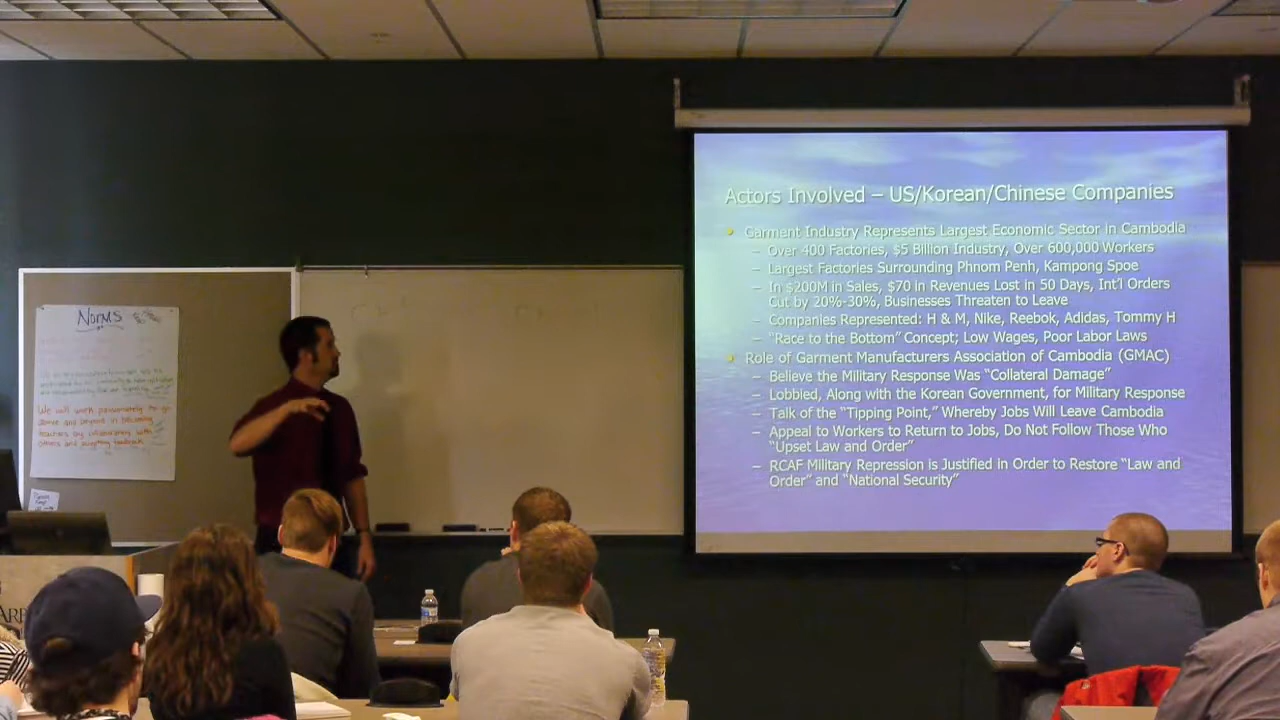 Actors Involved – US/Korean/Chinese Companies
• Garment Industry Represents Largest Economic Sector in Cambodia
– Over 400 Factories, $5 Billion Industry, Over 600,000 Workers
– Largest Factories Surrounding Phnom Penh, Kampong Spoe
– In $200M in Sales, $70 in Revenues Lost in 50 Days, Int'l Orders
Cut by 20%-30%, Businesses Threaten to Leave
– Companies Represented: H & M, Nike, Reebok, Adidas, Tommy H
– "Race to the Bottom" Concept; Low Wages, Poor Labor Laws
• Role of Garment Manufacturers Association of Cambodia (GMAC)
– Believe the Military Response Was "Collateral Damage"
– Lobbied, Along with the Korean Government, for Military Response
– Talk of the "Tipping Point," Whereby Jobs Will Leave Cambodia
– Appeal to Workers to Return to Jobs, Do Not Follow Those Who
"Upset Law and Order"
– RCAF Military Repression is Justified in Order to Restore "Law and
Order" and "National Security"
Norms
We will work passionately to go
above and beyond in becoming
teachers by collaborating with
others and accepting feedback